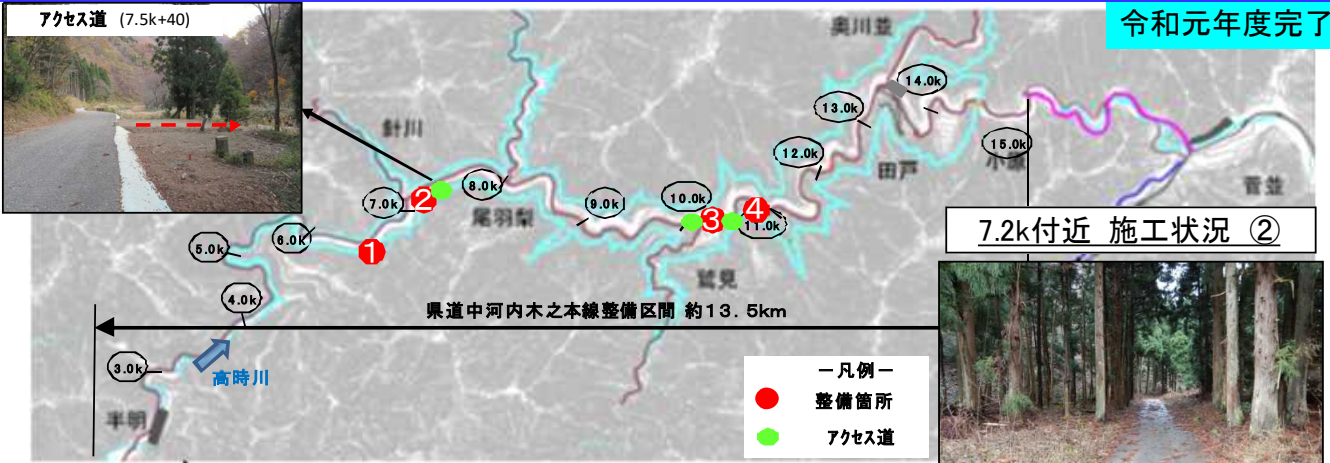 アクセス道 (7.5k+40)
令和元年度完了
奥川並
14.0k
13.0k
針川
15.0k
12.0k
小原
田戸
菅並
8.0k
7.0k
②
尾羽梨
9.0k
10.0k
③
④
11.0k
7.2k付近 施工状況 ②
6.0k
5.0k
①
鷲見
4.0k
県道中河内木之本線整備区間 約13.5km
3.0k
高時川
半明
－凡例－
整備箇所
アクセス道